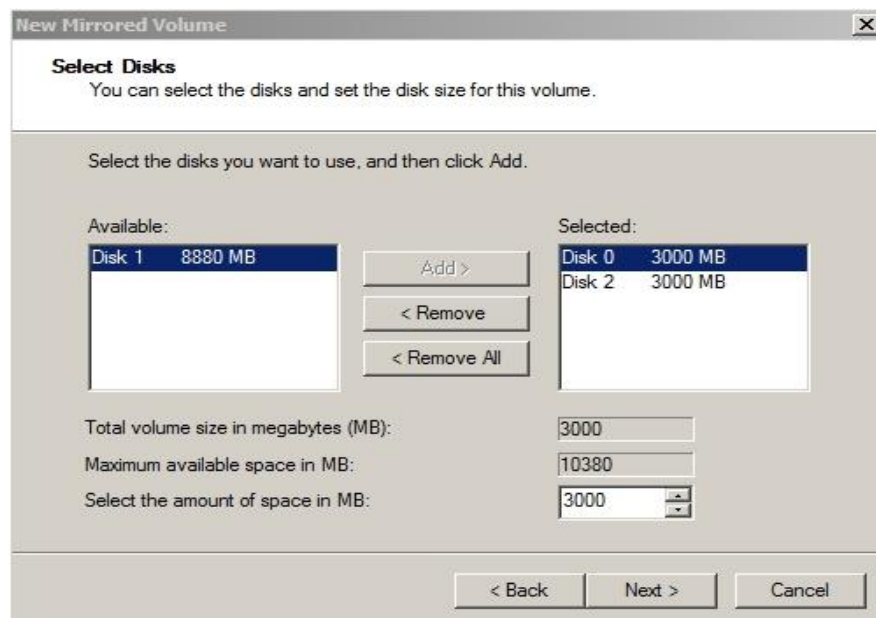 New Mirrored Volume
Select Disks
You can select the disks and set the disk size for this volume.
Select the disks you want to use, and then click Add.
Available:
Disk 1 8880 MB
Add >
< Remove
< Remove All
Selected:
Disk 0 3000 MB
Disk 2 3000 MB
Total volume size in megabytes (MB): 3000
Maximum available space in MB: 10380
Select the amount of space in MB: 3000
< Back Next > Cancel